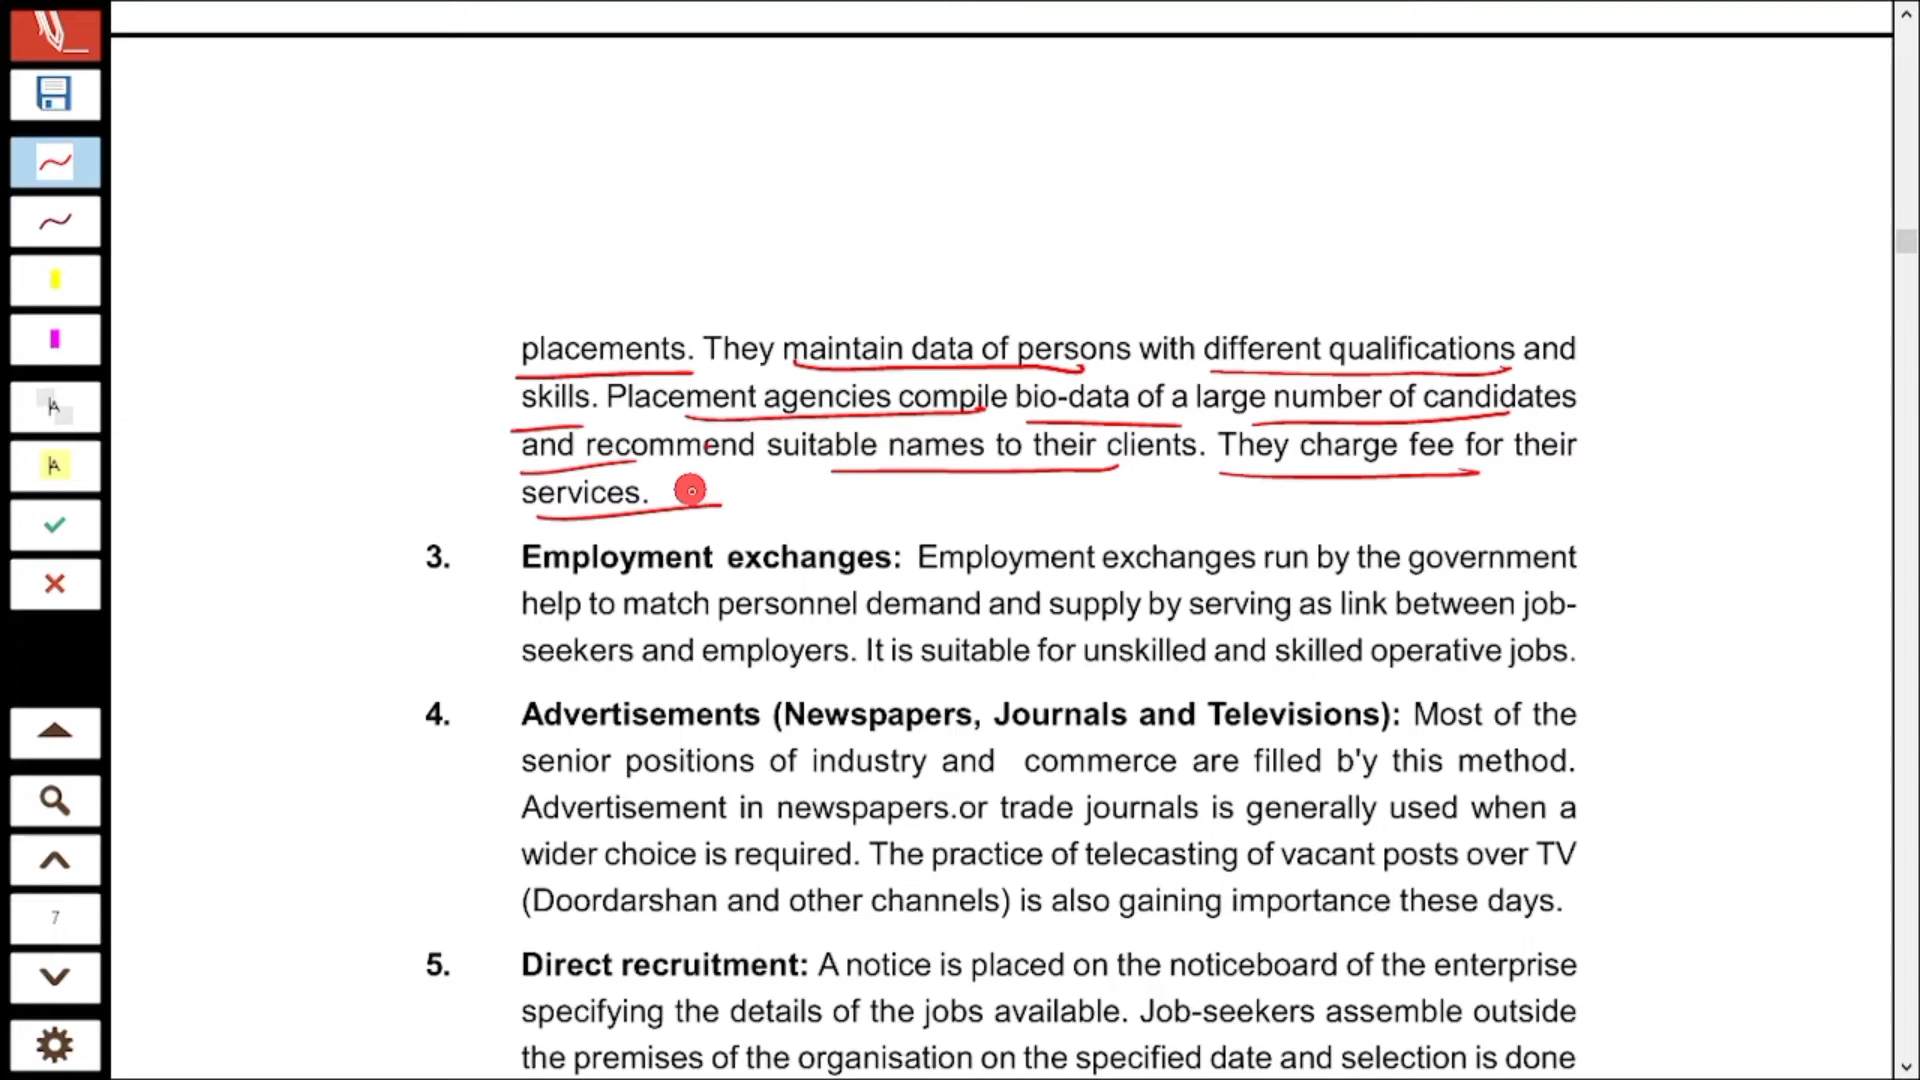 placements. They maintain data of persons with different qualifications and
skills. Placement agencies compile bio-data of a large number of candidates
and recommend suitable names to their clients. They charge fee for their
services.
3. Employment exchanges: Employment exchanges run by the government
help to match personnel demand and supply by serving as link between job-
seekers and employers. It is suitable for unskilled and skilled operative jobs.
4. Advertisements (Newspapers, Journals and Televisions): Most of the
senior positions of industry and commerce are filled b'y this method.
Advertisement in newspapers.or trade journals is generally used when a
wider choice is required. The practice of telecasting of vacant posts over TV
(Doordarshan and other channels) is also gaining importance these days.
5. Direct recruitment: A notice is placed on the noticeboard of the enterprise
specifying the details of the jobs available. Job-seekers assemble outside
the premises of the organisation on the specified date and selection is done
A
A
7